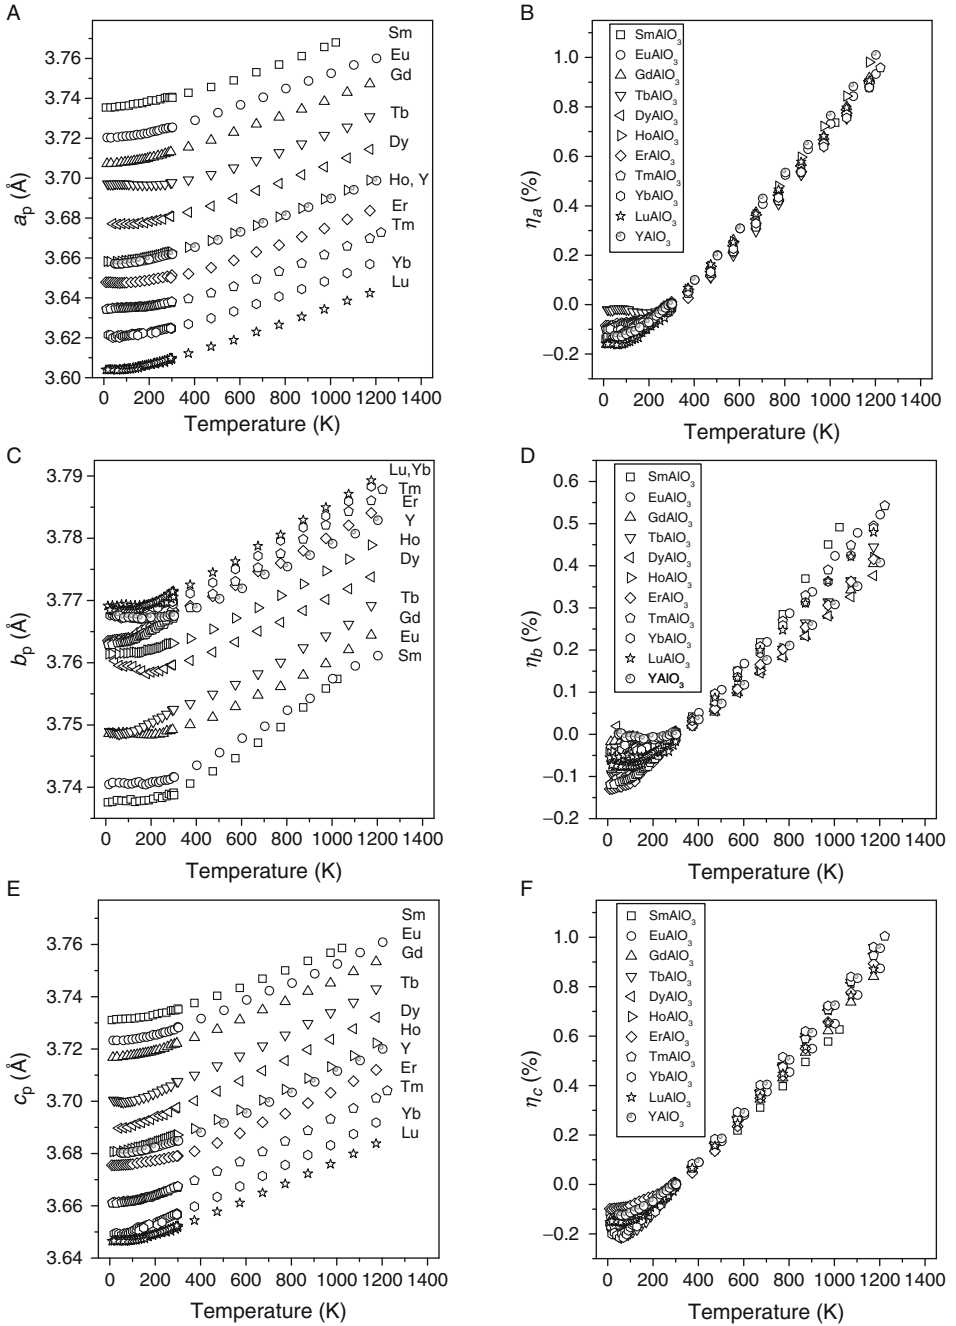 A
3.76
3.74
3.72
3.70
3.68
3.66
3.64
3.62
3.60
aₚ (Å)
0 200 400 600 800 1000 1200 1400
Temperature (K)
Sm
Eu
Gd
Tb
Dy
Ho, Y
Er
Tm
Yb
Lu
B
1.0
0.8
0.6
0.4
0.2
0.0
−0.2
ηₐ (%)
0 200 400 600 800 1000 1200 1400
Temperature (K)
SmAlO₃
EuAlO₃
GdAlO₃
TbAlO₃
DyAlO₃
HoAlO₃
ErAlO₃
TmAlO₃
YbAlO₃
LuAlO₃
YAlO₃
C
3.79
3.78
3.77
3.76
3.75
3.74
bₚ (Å)
0 200 400 600 800 1000 1200 1400
Temperature (K)
Lu,Yb
Tm
Er
Y
Ho
Dy
Tb
Gd
Eu
Sm
D
0.6
0.5
0.4
0.3
0.2
0.1
0.0
−0.1
−0.2
η_b (%)
0 200 400 600 800 1000 1200 1400
Temperature (K)
SmAlO₃
EuAlO₃
GdAlO₃
TbAlO₃
DyAlO₃
HoAlO₃
ErAlO₃
TmAlO₃
YbAlO₃
LuAlO₃
YAlO₃
E
3.76
3.74
3.72
3.70
3.68
3.66
3.64
cₚ (Å)
0 200 400 600 800 1000 1200 1400
Temperature (K)
Sm
Eu
Gd
Tb
Dy
Ho
Y
Er
Tm
Yb
Lu
F
1.0
0.8
0.6
0.4
0.2
0.0
−0.2
η_c (%)
0 200 400 600 800 1000 1200 1400
Temperature (K)
SmAlO₃
EuAlO₃
GdAlO₃
TbAlO₃
DyAlO₃
HoAlO₃
ErAlO₃
TmAlO₃
YbAlO₃
LuAlO₃
YAlO₃